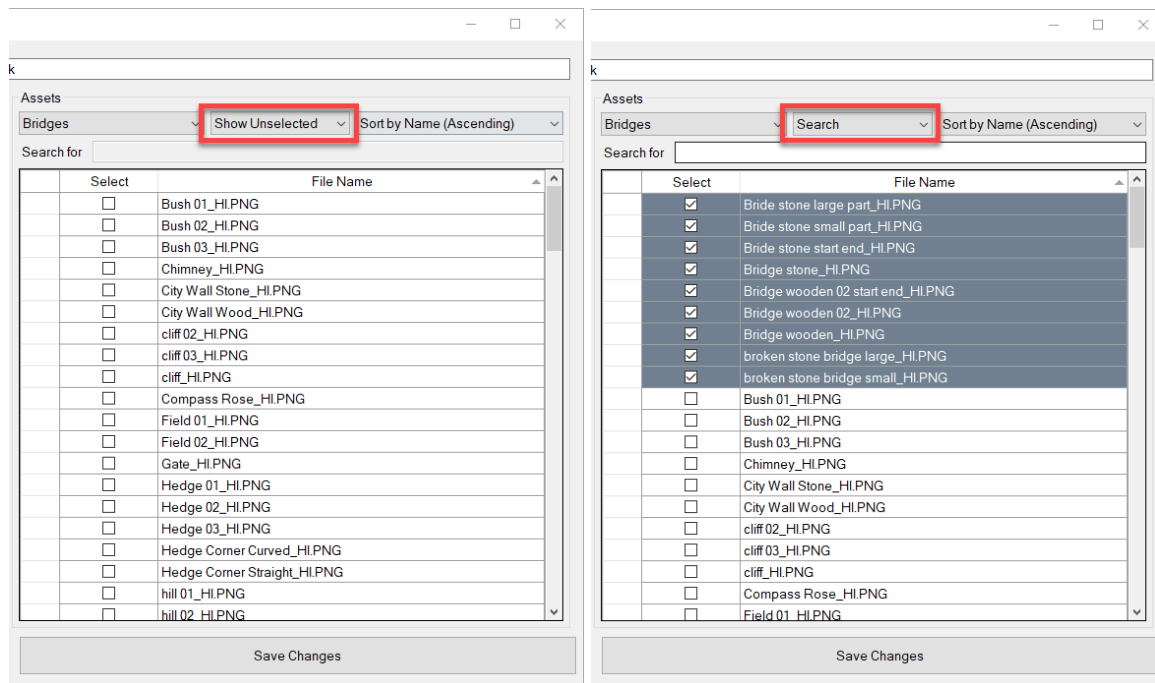 k
Assets
Bridges Show Unselected Sort by Name (Ascending)
Search for
Select File Name
Bush 01_HI.PNG
Bush 02_HI.PNG
Bush 03_HI.PNG
Chimney_HI.PNG
City Wall Stone_HI.PNG
City Wall Wood_HI.PNG
cliff 02_HI.PNG
cliff 03_HI.PNG
cliff_HI.PNG
Compass Rose_HI.PNG
Field 01_HI.PNG
Field 02_HI.PNG
Gate_HI.PNG
Hedge 01_HI.PNG
Hedge 02_HI.PNG
Hedge 03_HI.PNG
Hedge Corner Curved_HI.PNG
Hedge Corner Straight_HI.PNG
hill 01_HI.PNG
hill 02_HI.PNG
Save Changes
k
Assets
Bridges Search Sort by Name (Ascending)
Search for
Select File Name
Bride stone large part_HI.PNG
Bride stone small part_HI.PNG
Bride stone start end_HI.PNG
Bridge stone_HI.PNG
Bridge wooden 02 start end_HI.PNG
Bridge wooden 02_HI.PNG
Bridge wooden_HI.PNG
broken stone bridge large_HI.PNG
broken stone bridge small_HI.PNG
Bush 01_HI.PNG
Bush 02_HI.PNG
Bush 03_HI.PNG
Chimney_HI.PNG
City Wall Stone_HI.PNG
City Wall Wood_HI.PNG
cliff 02_HI.PNG
cliff 03_HI.PNG
cliff_HI.PNG
Compass Rose_HI.PNG
Field 01_HI.PNG
Save Changes